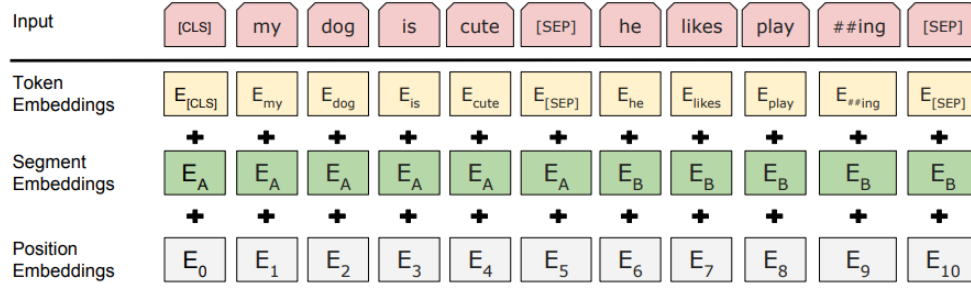 Input [CLS] my dog is cute [SEP] he likes play ##ing [SEP]
Token
Embeddings
E[CLS] Emy Edog Eis Ecute E[SEP] Ehe Elikes Eplay E##ing E[SEP]
+ + + + + + + + + + +
Segment
Embeddings
EA EA EA EA EA EA EB EB EB EB EB
+ + + + + + + + + + +
Position
Embeddings
E0 E1 E2 E3 E4 E5 E6 E7 E8 E9 E10